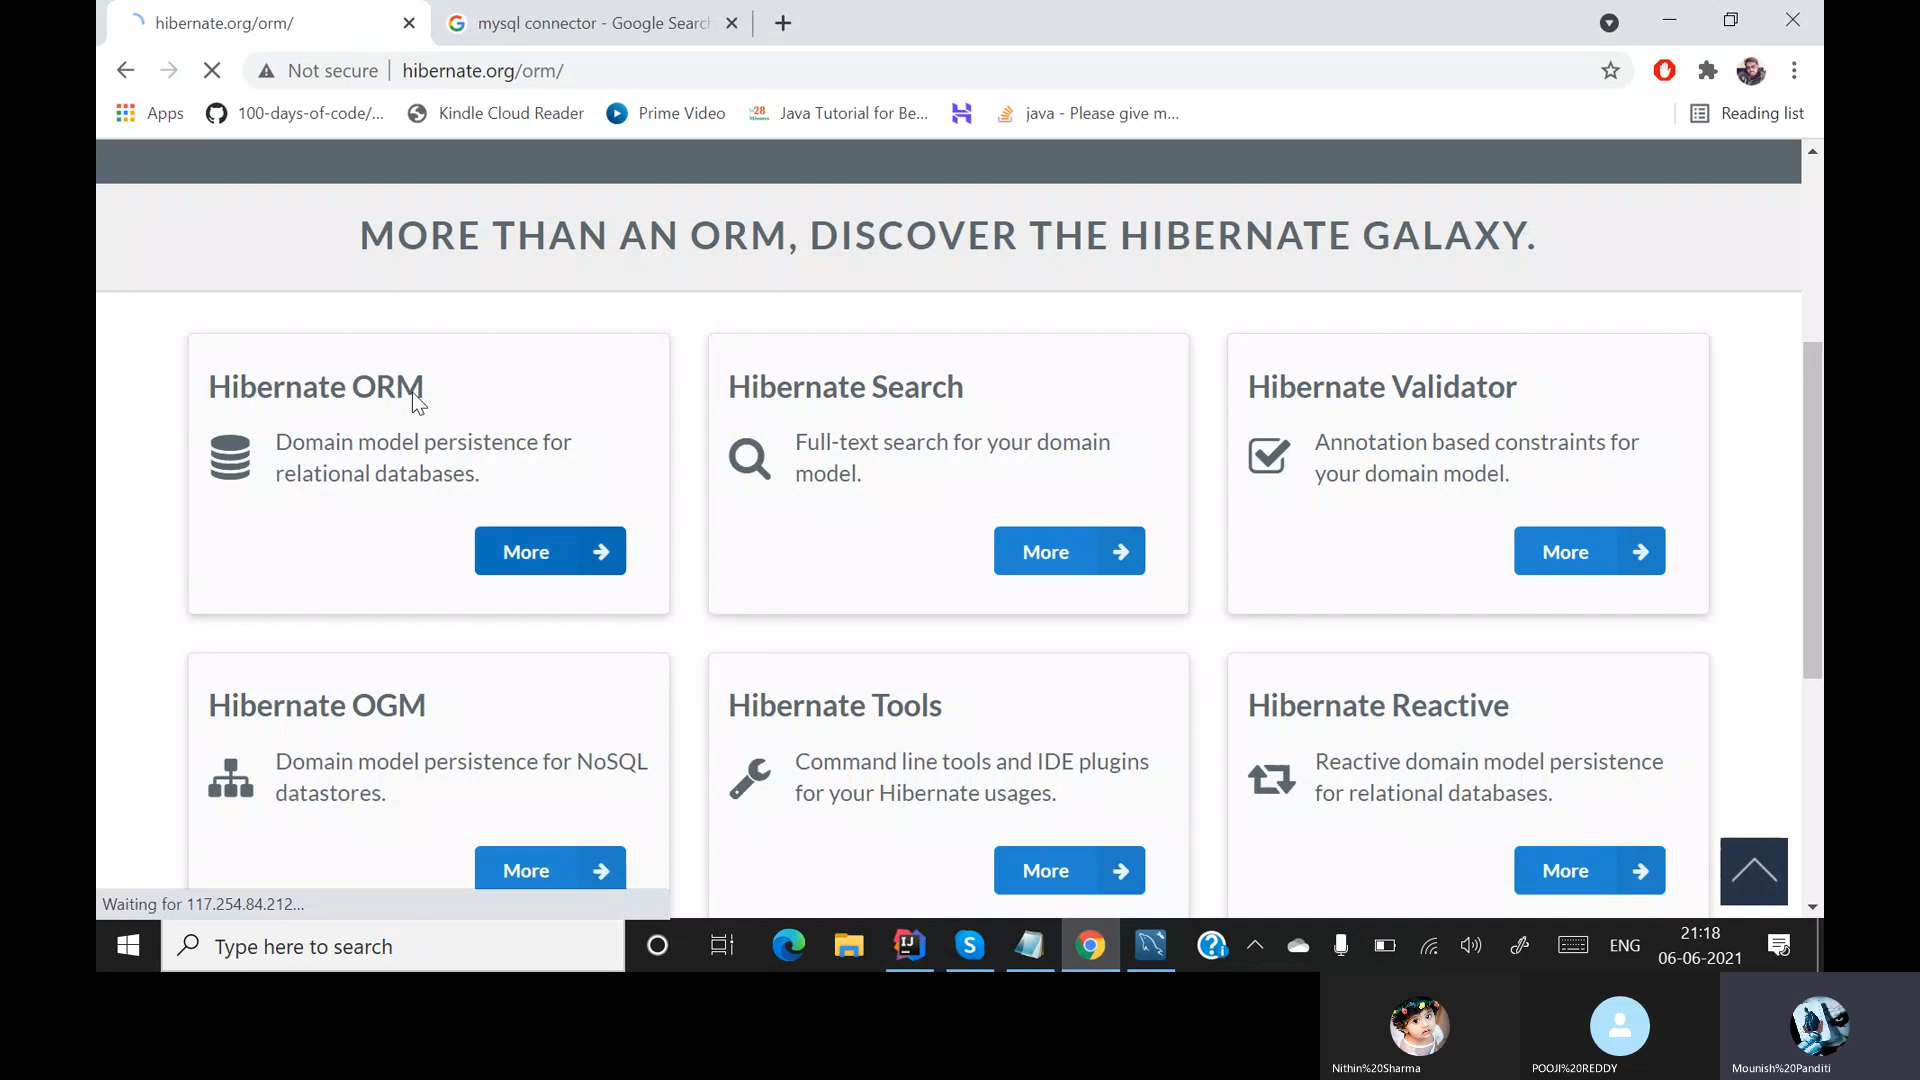 hibernate.org/orm/
mysql connector - Google Search
Not secure
hibernate.org/orm/
Apps
100-days-of-code/...
Kindle Cloud Reader
Prime Video
28
Minutes
Java Tutorial for Be...
java - Please give m...
Reading list
MORE THAN AN ORM, DISCOVER THE HIBERNATE GALAXY.
Hibernate ORM
Domain model persistence for
relational databases.
More
Hibernate Search
Full-text search for your domain
model.
More
Hibernate Validator
Annotation based constraints for
your domain model.
More
Hibernate OGM
Domain model persistence for NoSQL
datastores.
More
Hibernate Tools
Command line tools and IDE plugins
for your Hibernate usages.
More
Hibernate Reactive
Reactive domain model persistence
for relational databases.
More
Waiting for 117.254.84.212...
Type here to search
ENG
21:18
06-06-2021
Nithin%20Sharma
POOJI%20REDDY
Mounish%20Panditi